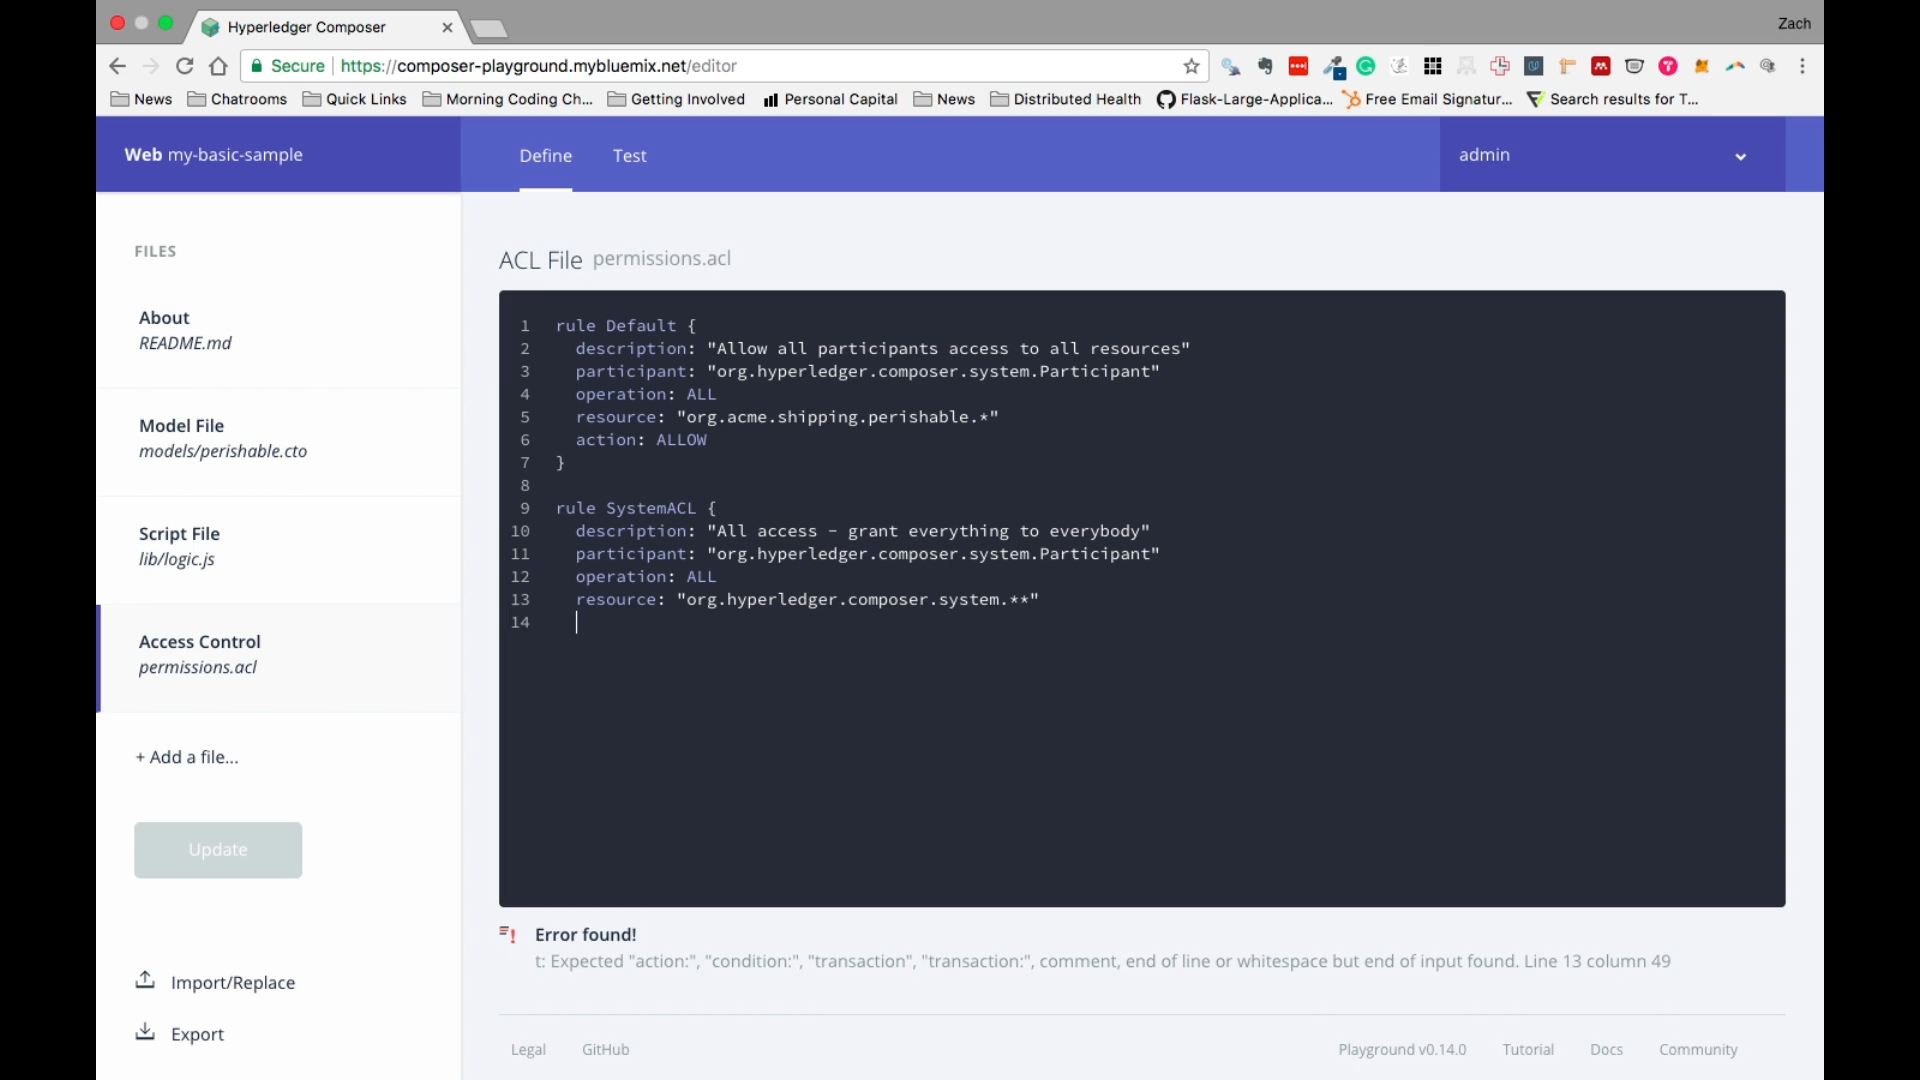 Hyperledger Composer
Zach
Secure https://composer-playground.mybluemix.net/editor
News Chatrooms Quick Links Morning Coding Ch... Getting Involved Personal Capital News Distributed Health Flask-Large-Applica... Free Email Signatur... Search results for T...
Web my-basic-sample
Define Test
admin
FILES
About
README.md
Model File
models/perishable.cto
Script File
lib/logic.js
Access Control
permissions.acl
+ Add a file...
Update
Import/Replace
Export
ACL File permissions.acl
1 rule Default {
2 description: "Allow all participants access to all resources"
3 participant: "org.hyperledger.composer.system.Participant"
4 operation: ALL
5 resource: "org.acme.shipping.perishable.*"
6 action: ALLOW
7 }
8
9 rule SystemACL {
10 description: "All access - grant everything to everybody"
11 participant: "org.hyperledger.composer.system.Participant"
12 operation: ALL
13 resource: "org.hyperledger.composer.system.**"
14
Error found!
t: Expected "action:", "condition:", "transaction", "transaction:", comment, end of line or whitespace but end of input found. Line 13 column 49
Legal GitHub
Playground v0.14.0 Tutorial Docs Community